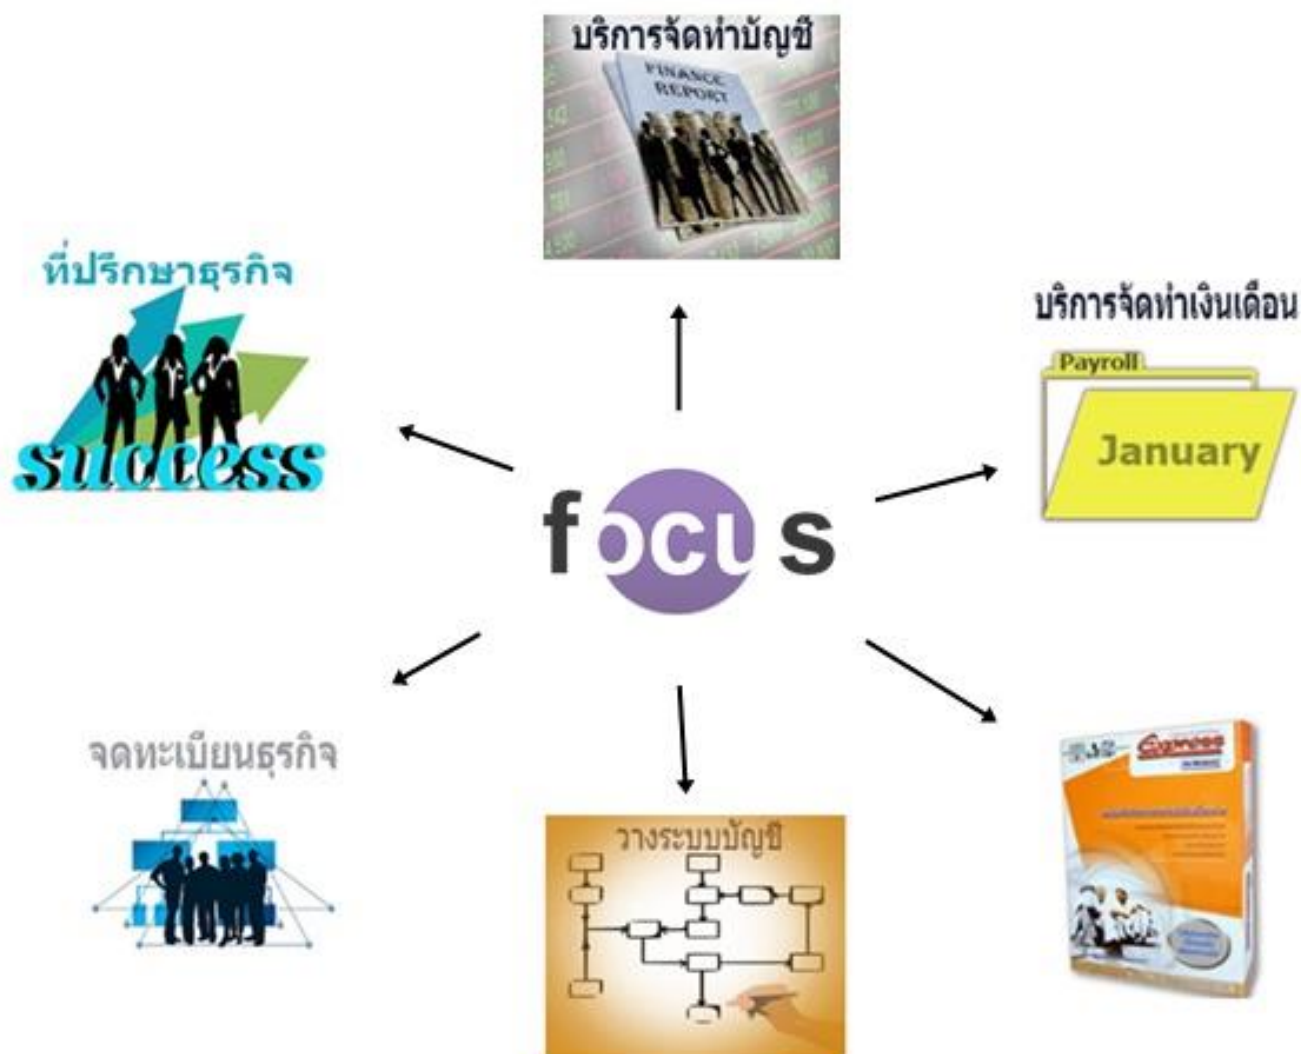 บริการจัดทำบัญชี
FINANCE
REPORT
ที่ปรึกษาธุรกิจ
success
บริการจัดทำเงินเดือน
Payroll
January
focus
จดทะเบียนธุรกิจ
วางระบบบัญชี
Express